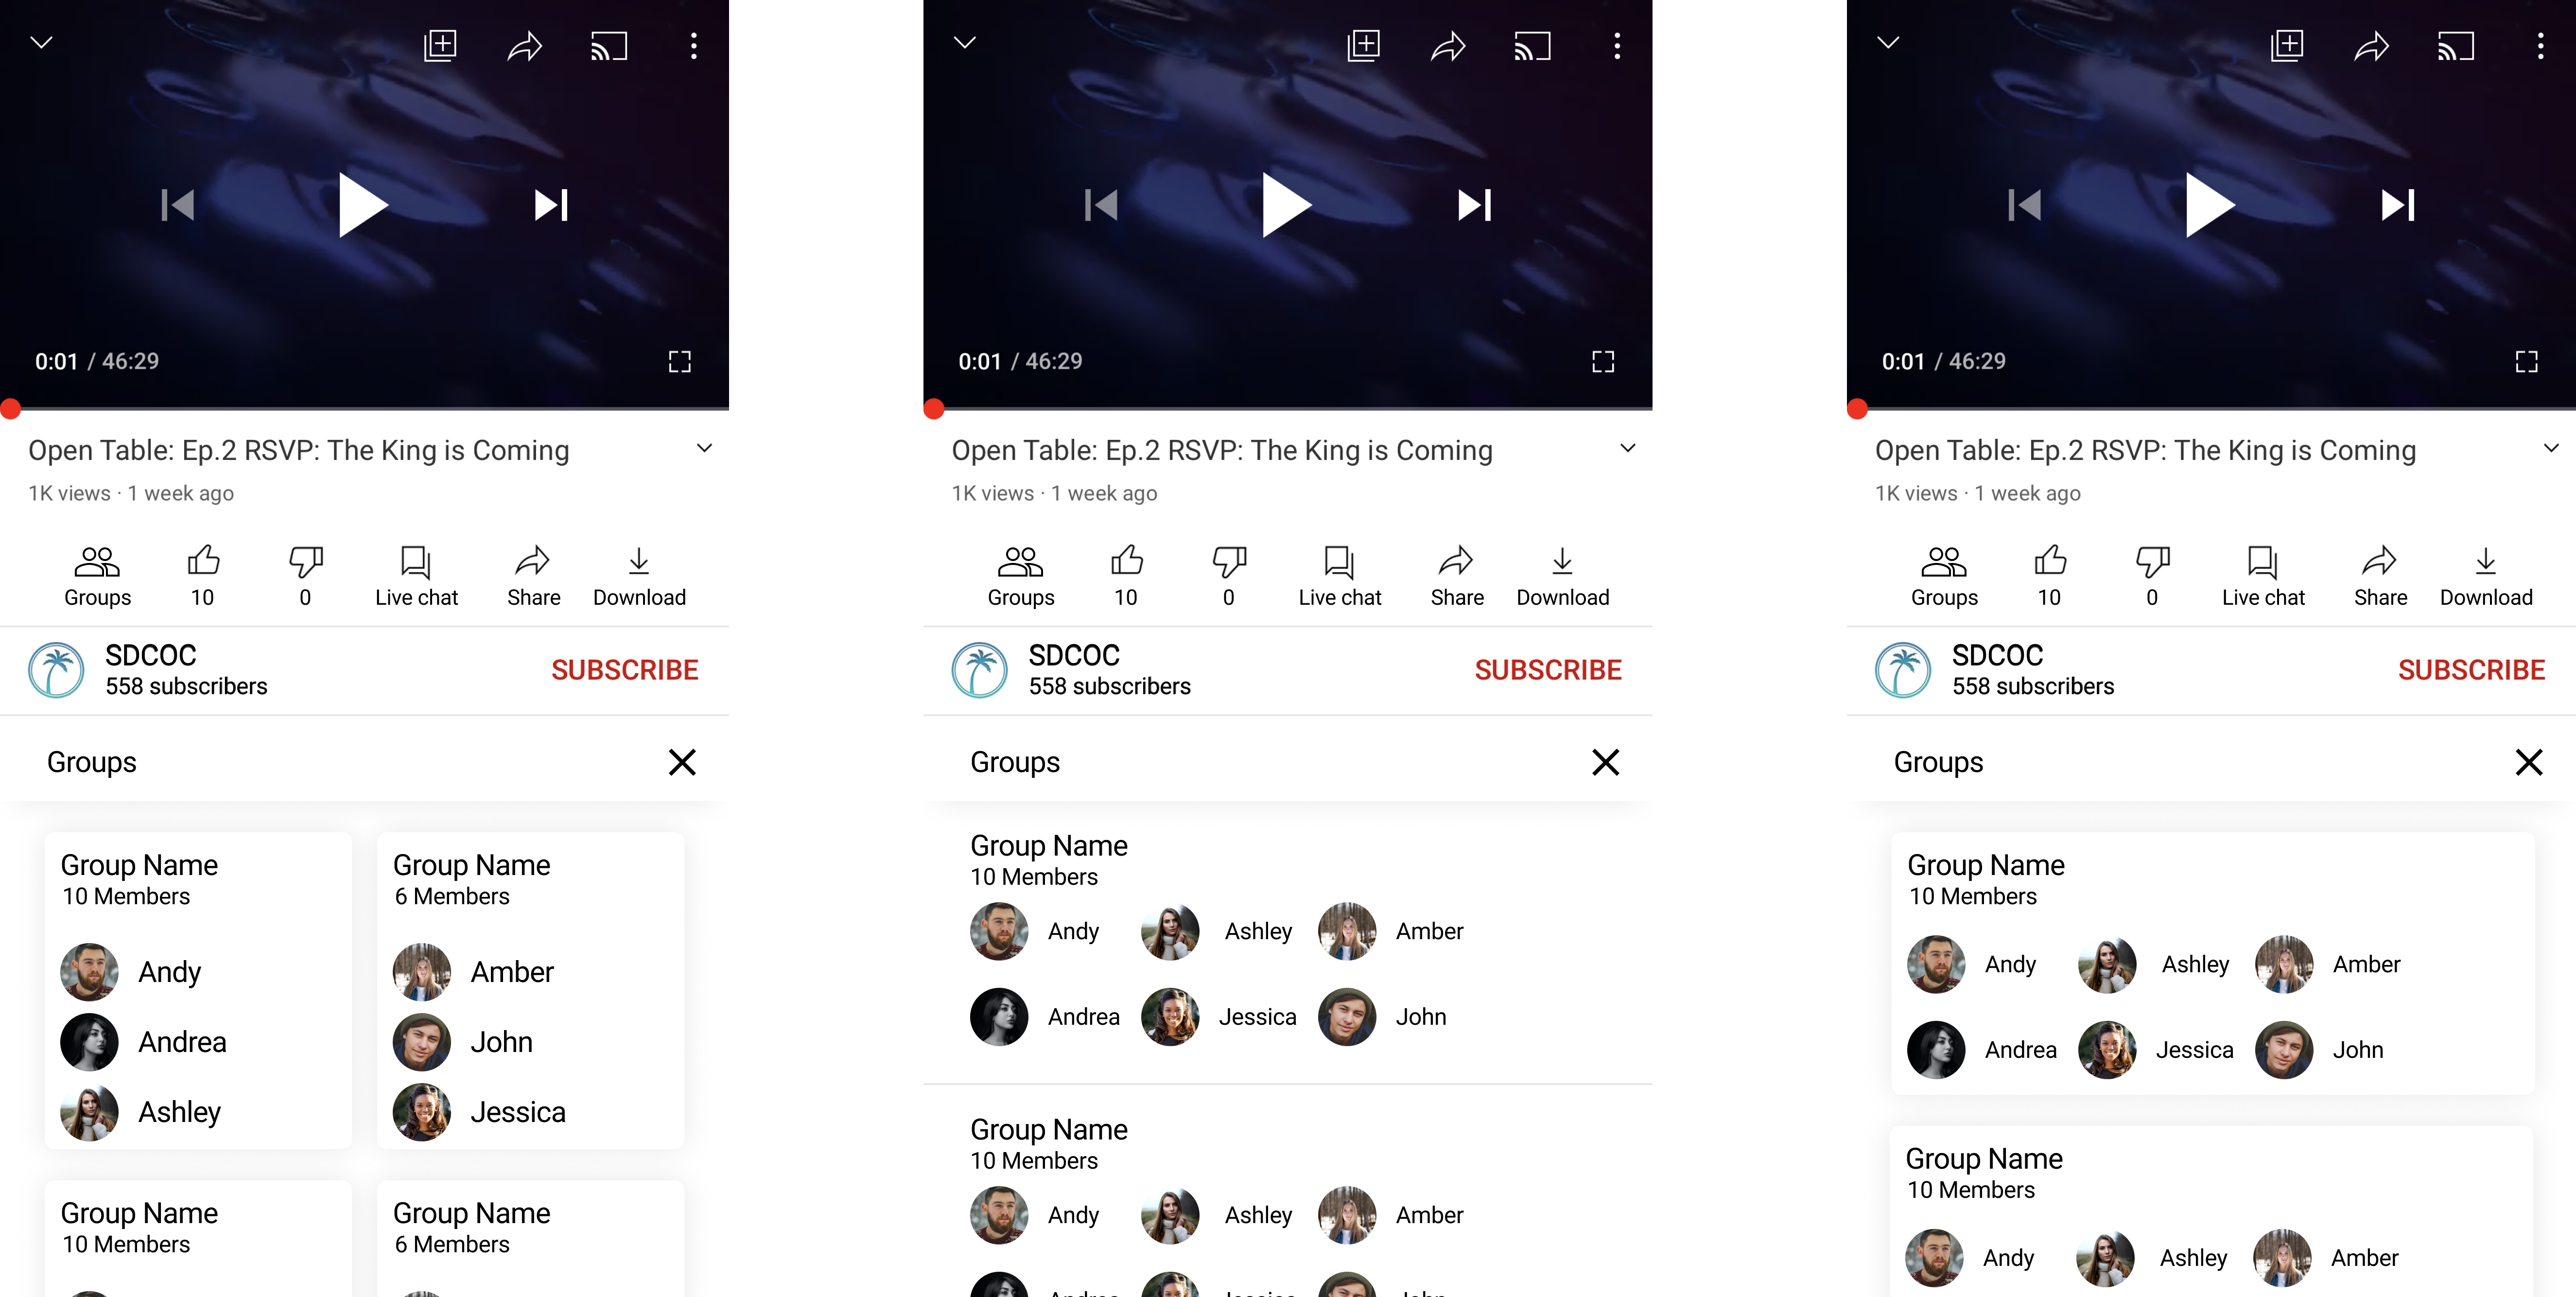 0:01 / 46:29
Open Table: Ep.2 RSVP: The King is Coming
1K views · 1 week ago
Groups 10 0 Live chat Share Download
SDCOC
558 subscribers
SUBSCRIBE
Groups
Group Name
10 Members
Andy
Andrea
Ashley
Group Name
6 Members
Amber
John
Jessica
Group Name
10 Members
Group Name
6 Members
0:01 / 46:29
Open Table: Ep.2 RSVP: The King is Coming
1K views · 1 week ago
Groups 10 0 Live chat Share Download
SDCOC
558 subscribers
SUBSCRIBE
Groups
Group Name
10 Members
Andy Ashley Amber
Andrea Jessica John
Group Name
10 Members
Andy Ashley Amber
Andrea Jessica John
0:01 / 46:29
Open Table: Ep.2 RSVP: The King is Coming
1K views · 1 week ago
Groups 10 0 Live chat Share Download
SDCOC
558 subscribers
SUBSCRIBE
Groups
Group Name
10 Members
Andy Ashley Amber
Andrea Jessica John
Group Name
10 Members
Andy Ashley Amber